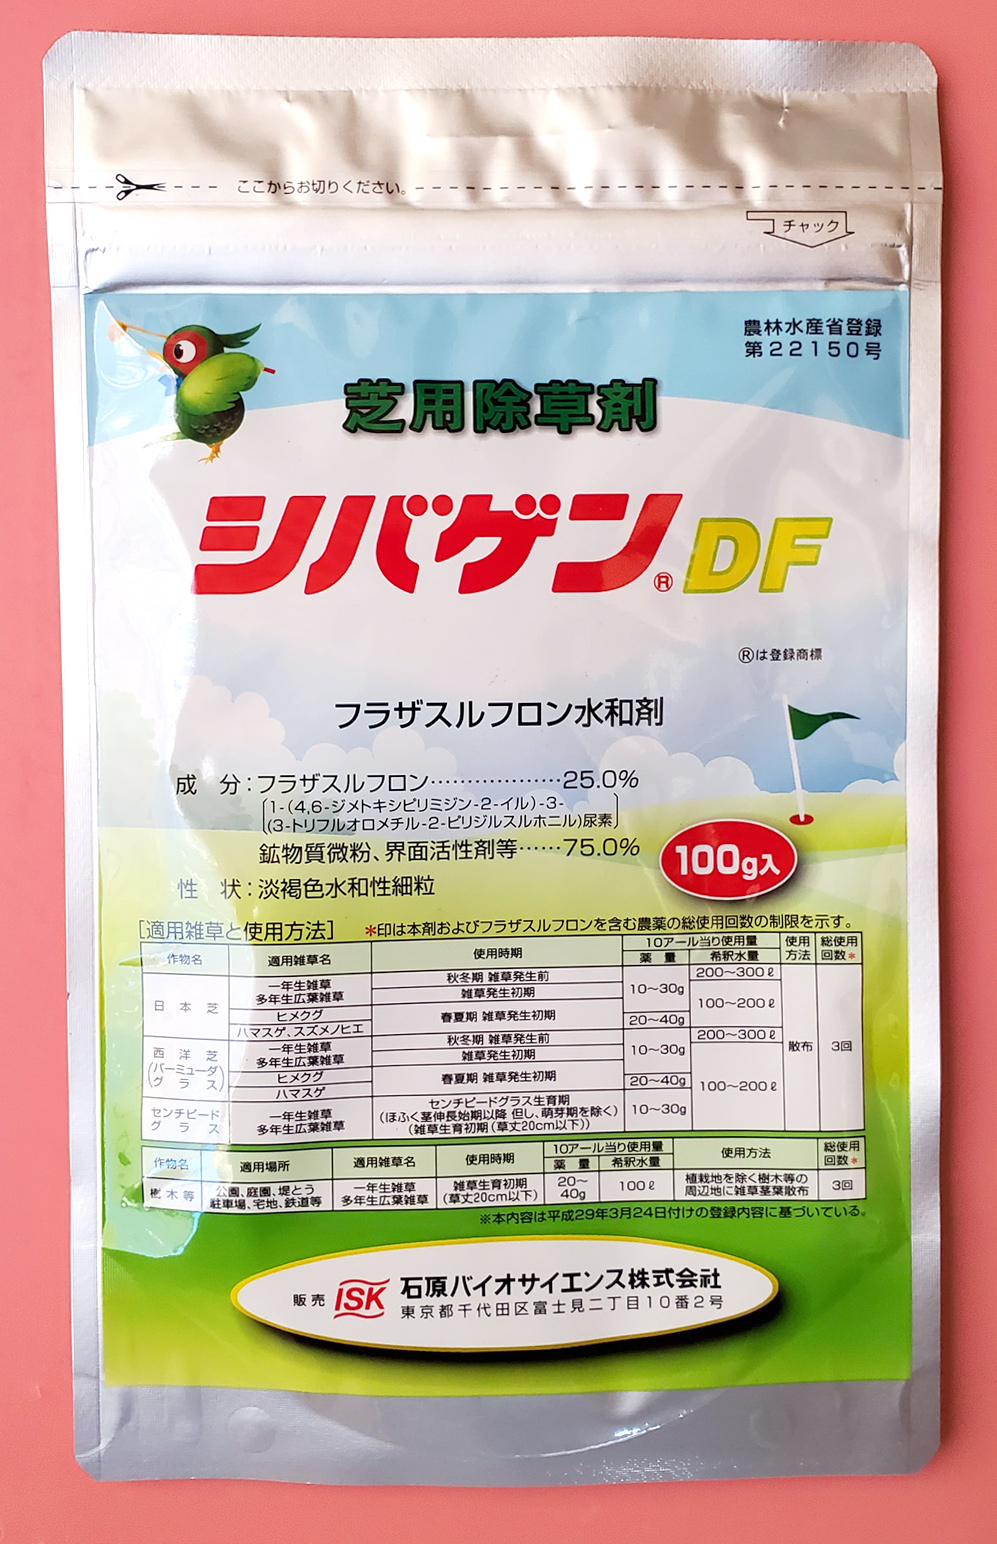 ここからお切りください。
チャック
農林水産省登録
第22150号
芝用除草剤
シバゲン® DF
®は登録商標
フラザスルフロン水和剤
成 分:フラザスルフロン………………25.0%
1-(4,6-ジメトキシピリミジン-2-イル)-3-
(3-トリフルオロメチル-2-ピリジルスルホニル)尿素
鉱物質微粉、界面活性剤等……75.0%
100g入
性 状:淡褐色水和性細粒
[適用雑草と使用方法] *印は本剤およびフラザスルフロンを含む農薬の総使用回数の制限を示す。
作物名 適用雑草名 使用時期 10アール当り使用量 使用方法 総使用回数*
薬 量 希釈水量
日本芝 一年生雑草 多年生広葉雑草 秋冬期 雑草発生前 10〜30g 200〜300ℓ 散布 3回
雑草発生初期 100〜200ℓ
ヒメクグ 春夏期 雑草発生初期 20〜40g
ハマスゲ、スズメノヒエ
西洋芝(バーミューダグラス) 一年生雑草 多年生広葉雑草 秋冬期 雑草発生前 10〜30g 200〜300ℓ
雑草発生初期 100〜200ℓ
ヒメクグ 春夏期 雑草発生初期 20〜40g
ハマスゲ
センチピードグラス 一年生雑草 多年生広葉雑草 センチピードグラス生育期 (ほふく茎伸長始期以降 但し、萌芽期を除く) (雑草生育初期(草丈20cm以下)) 10〜30g
作物名 適用場所 適用雑草名 使用時期 10アール当り使用量 使用方法 総使用回数*
薬 量 希釈水量
樹木等 公園、庭園、堤とう 駐車場、宅地、鉄道等 一年生雑草 多年生広葉雑草 雑草生育初期 (草丈20cm以下) 20〜40g 100ℓ 植栽地を除く樹木等の周辺地に雑草茎葉散布 3回
※本内容は平成29年3月24日付けの登録内容に基づいている。
販売 ISK 石原バイオサイエンス株式会社
東京都千代田区富士見二丁目10番2号